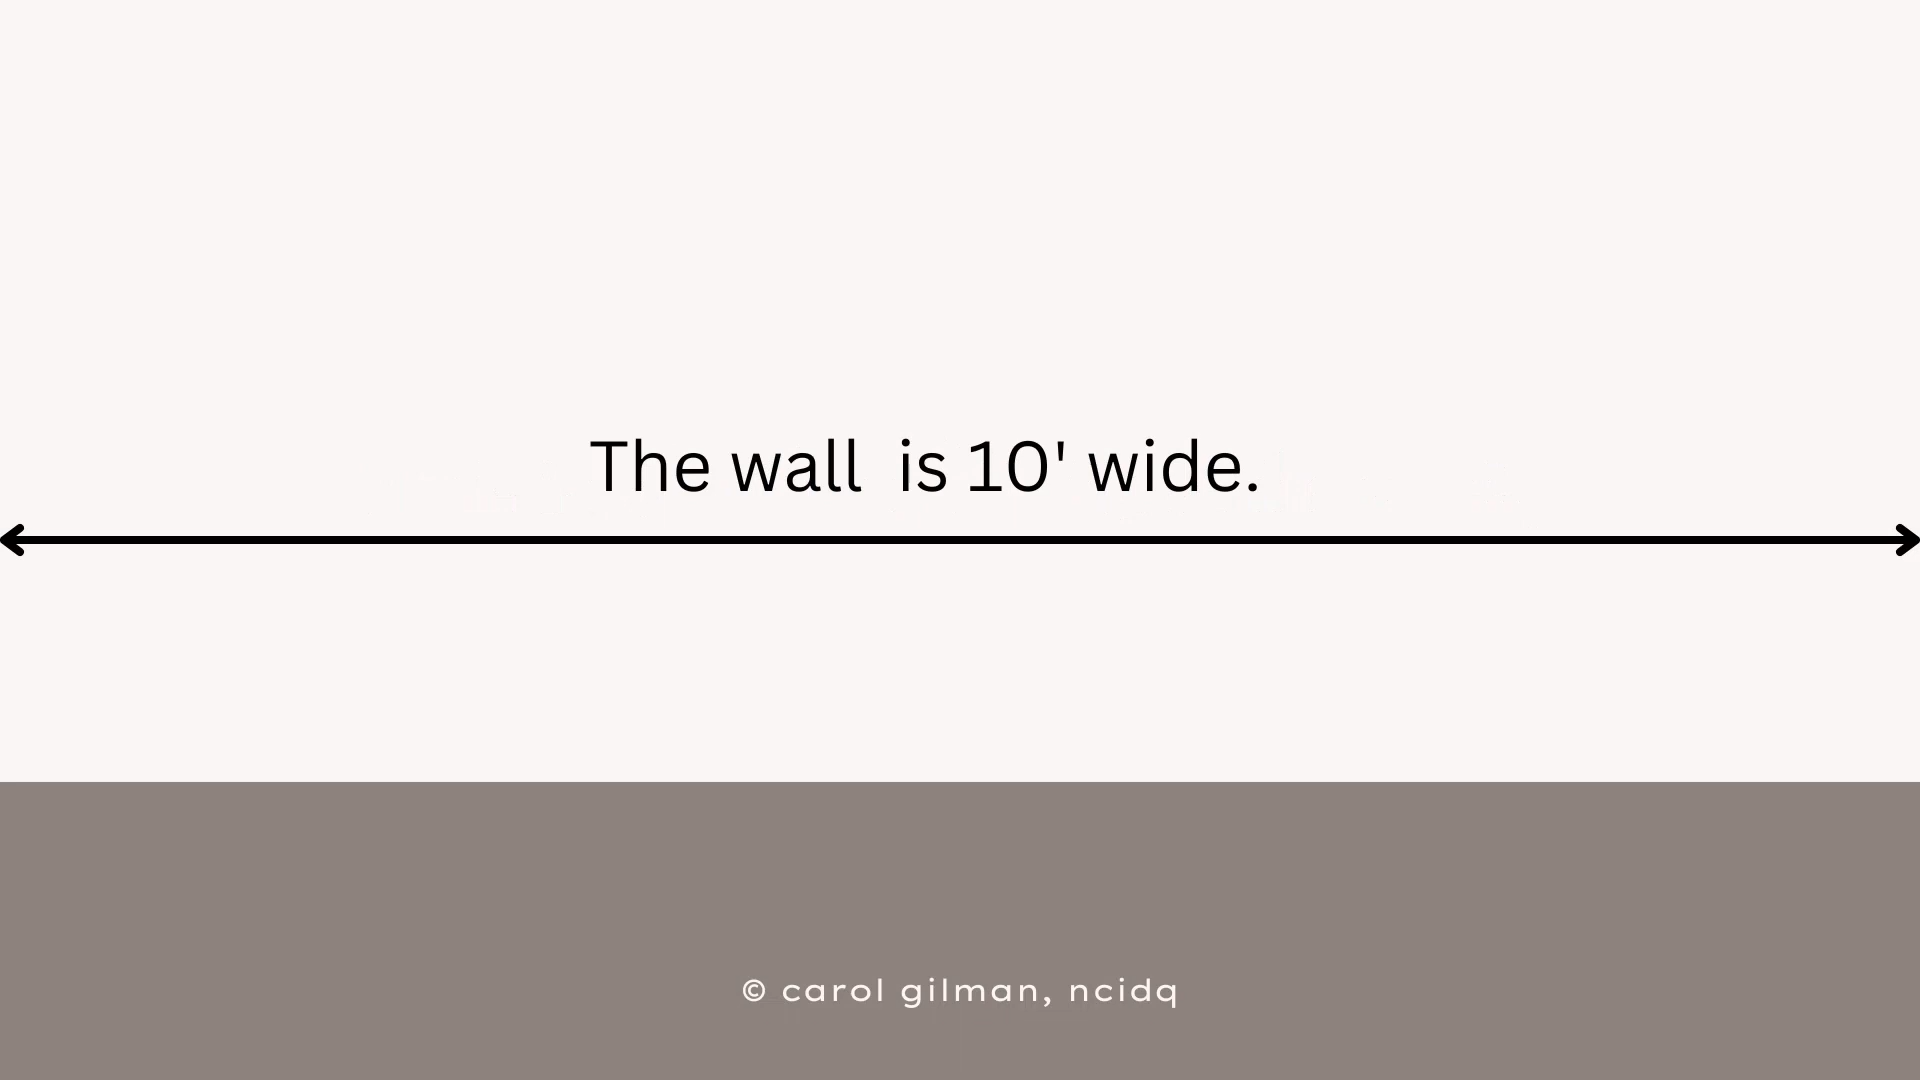 The wall  is 10' wide.
© carol gilman, ncidq